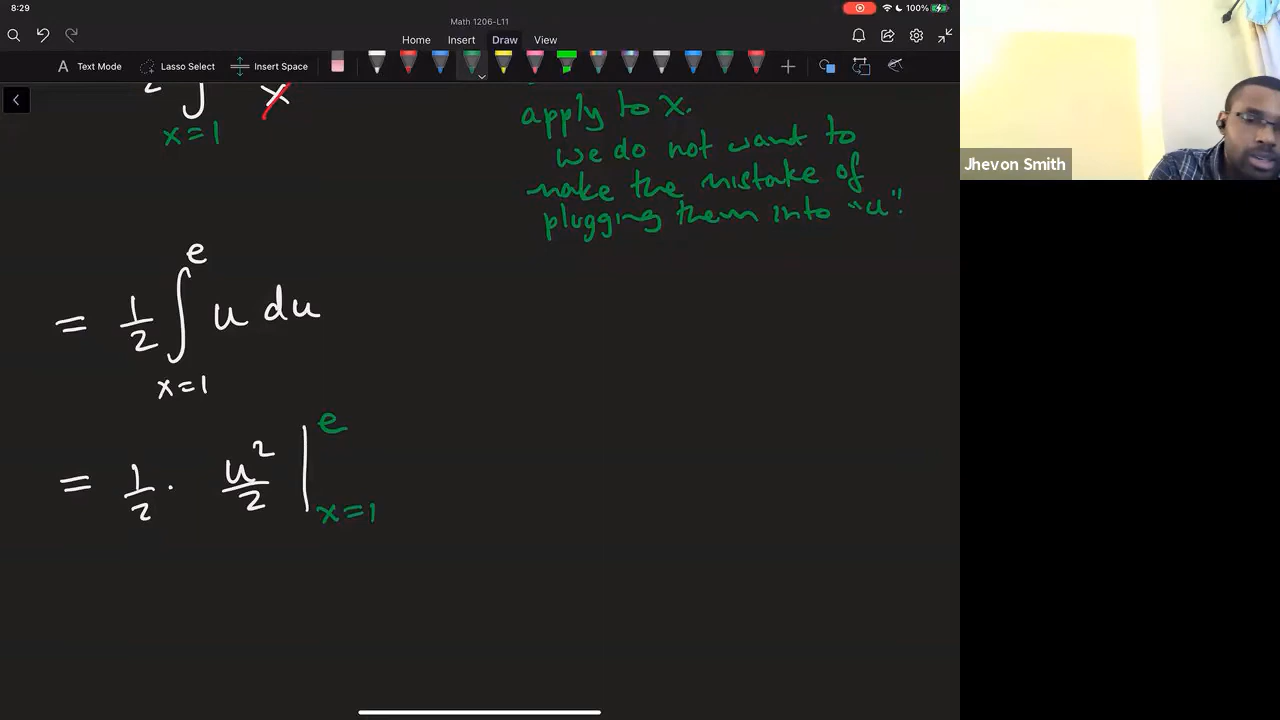 8:29
100%
Math 1206-L11
Home Insert Draw View
Text Mode Lasso Select Insert Space
2 ∫ x
x=1
apply to x.
we do not want to
make the mistake of
plugging them into "u".
e
= 1/2 ∫ u du
x=1
e
= 1/2 · u²/2 |
x=1
Jhevon Smith